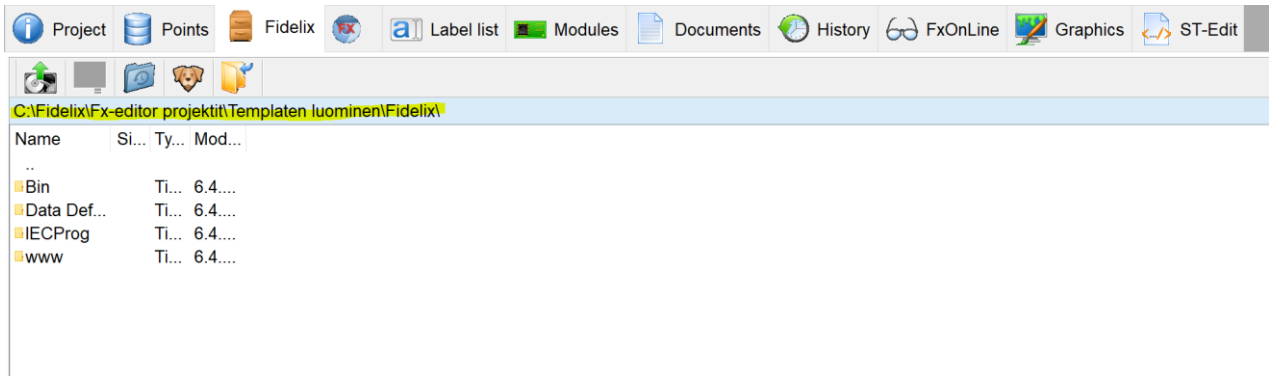 Project Points Fidelix FX Label list Modules Documents History FxOnLine Graphics ST-Edit
C:\Fidelix\Fx-editor projektit\Templaten luominen\Fidelix\
Name Si... Ty... Mod...
..
Bin Ti... 6.4....
Data Def... Ti... 6.4....
IECProg Ti... 6.4....
www Ti... 6.4....